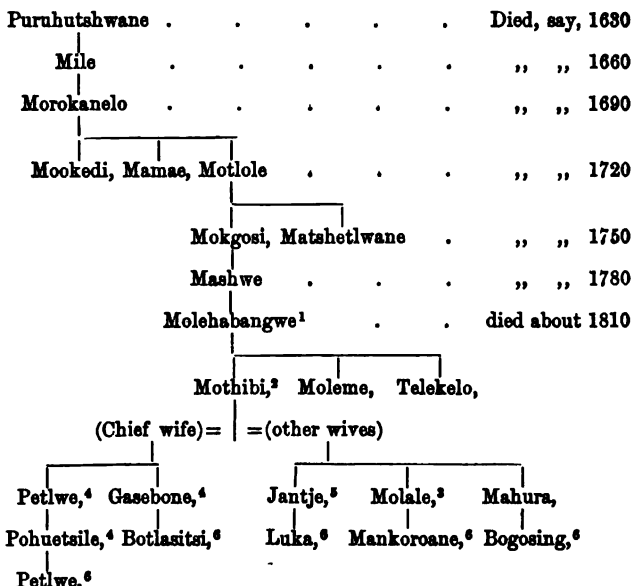 Puruhutshwane . . . . . Died, say, 1630
Mile . . . . . ,, ,, 1660
Morokanelo . . . . . ,, ,, 1690
Mookedi, Mamae, Motlole . . . ,, ,, 1720
Mokgosi, Matshetlwane . ,, ,, 1750
Mashwe . . . ,, ,, 1780
Molehabangwe¹ . . died about 1810
Mothibi,² Moleme, Telekelo,
(Chief wife)= =(other wives)
Petlwe,⁴ Gasebone,⁴ Jantje,⁵ Molale,³ Mahura,
Pohuetsile,⁴ Botlasitsi,⁶ Luka,⁶ Mankoroane,⁶ Bogosing,⁶
Petlwe,⁶